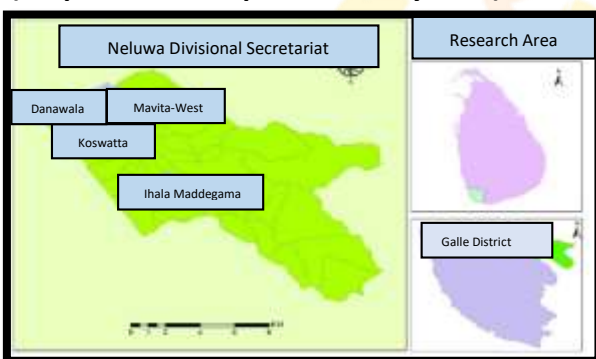 Neluwa Divisional Secretariat
Research Area
Danawala
Mavita-West
Koswatta
Ihala Maddegama
Galle District